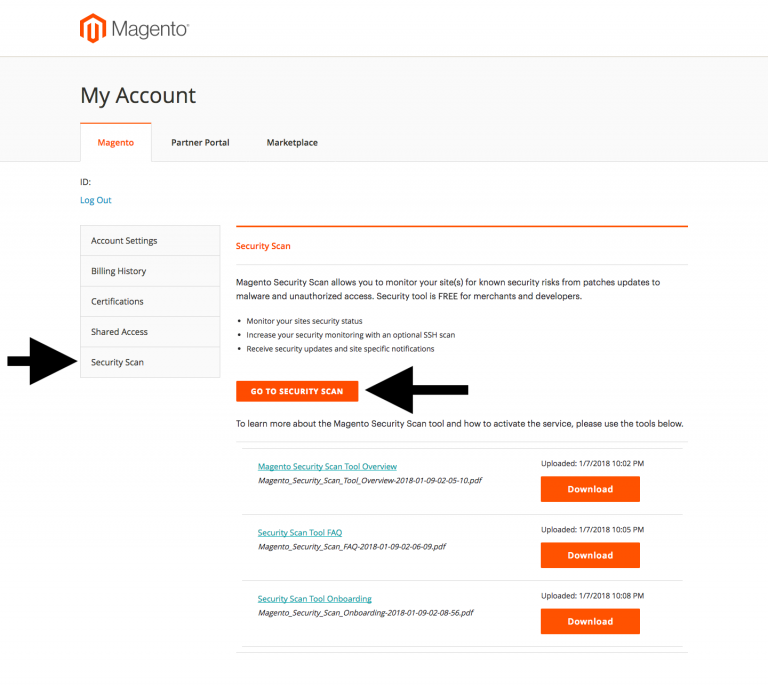 Magento
My Account
Magento
Partner Portal
Marketplace
ID:
Log Out
Account Settings
Billing History
Certifications
Shared Access
Security Scan
Security Scan
Magento Security Scan allows you to monitor your site(s) for known security risks from patches updates to
malware and unauthorized access. Security tool is FREE for merchants and developers.
• Monitor your sites security status
• Increase your security monitoring with an optional SSH scan
• Receive security updates and site specific notifications
GO TO SECURITY SCAN
To learn more about the Magento Security Scan tool and how to activate the service, please use the tools below.
Magento Security Scan Tool Overview
Magento_Security_Scan_Tool_Overview-2018-01-09-02-05-10.pdf
Uploaded: 1/7/2018 10:02 PM
Download
Security Scan Tool FAQ
Magento_Security_Scan_FAQ-2018-01-09-02-06-09.pdf
Uploaded: 1/7/2018 10:05 PM
Download
Security Scan Tool Onboarding
Magento_Security_Scan_Onboarding-2018-01-09-02-08-56.pdf
Uploaded: 1/7/2018 10:08 PM
Download